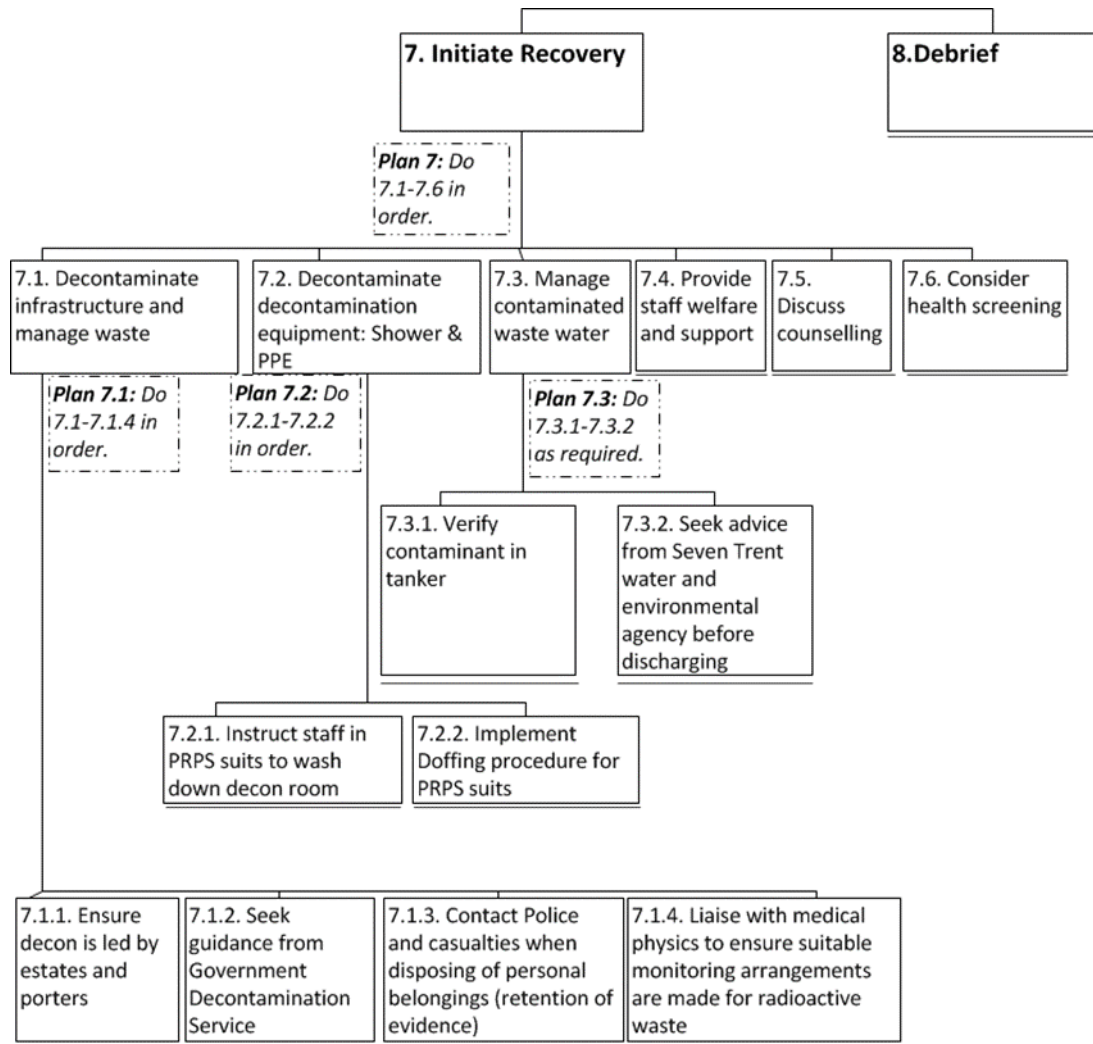 7. Initiate Recovery
8.Debrief
Plan 7: Do
7.1-7.6 in
order.
7.1. Decontaminate
infrastructure and
manage waste
7.2. Decontaminate
decontamination
equipment: Shower &
PPE
7.3. Manage
contaminated
waste water
7.4. Provide
staff welfare
and support
7.5.
Discuss
counselling
7.6. Consider
health screening
Plan 7.1: Do
7.1-7.1.4 in
order.
Plan 7.2: Do
7.2.1-7.2.2
in order.
Plan 7.3: Do
7.3.1-7.3.2
as required.
7.3.1. Verify
contaminant in
tanker
7.3.2. Seek advice
from Seven Trent
water and
environmental
agency before
discharging
7.2.1. Instruct staff in
PRPS suits to wash
down decon room
7.2.2. Implement
Doffing procedure for
PRPS suits
7.1.1. Ensure
decon is led by
estates and
porters
7.1.2. Seek
guidance from
Government
Decontamination
Service
7.1.3. Contact Police
and casualties when
disposing of personal
belongings (retention of
evidence)
7.1.4. Liaise with medical
physics to ensure suitable
monitoring arrangements
are made for radioactive
waste